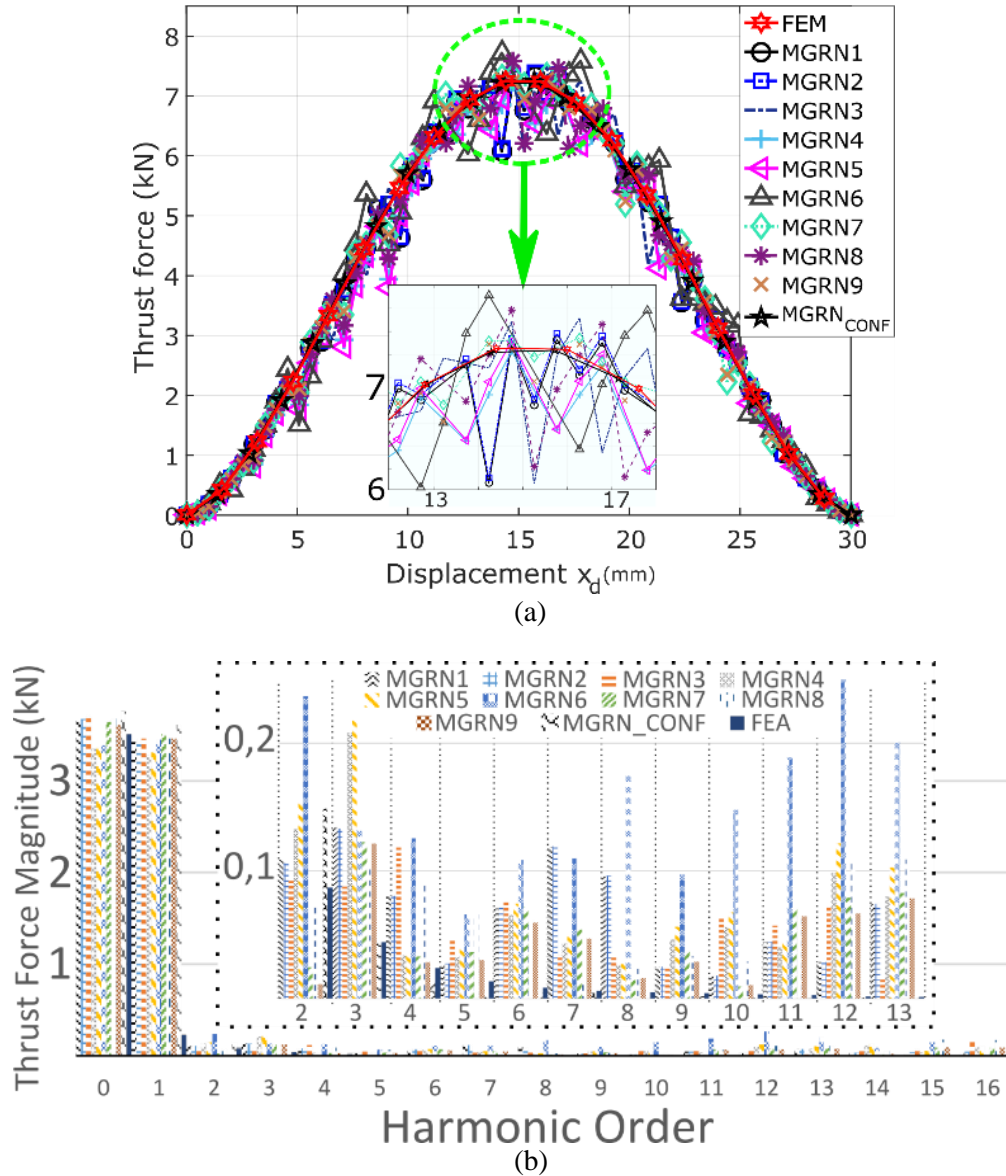 (a)
8
7
6
5
4
3
2
1
0
Thrust force (kN)
FEM
MGRN1
MGRN2
MGRN3
MGRN4
MGRN5
MGRN6
MGRN7
MGRN8
MGRN9
MGRN_CONF
7
6
13 17
0 5 10 15 20 25 30
Displacement x_d (mm)
(a)
Thrust Force Magnitude (kN)
3
2
1
MGRN1 MGRN2 MGRN3 MGRN4
MGRN5 MGRN6 MGRN7 MGRN8
MGRN9 MGRN_CONF FEA
0,2
0,1
2 3 4 5 6 7 8 9 10 11 12 13
0 1 2 3 4 5 6 7 8 9 10 11 12 13 14 15 16
Harmonic Order
(b)